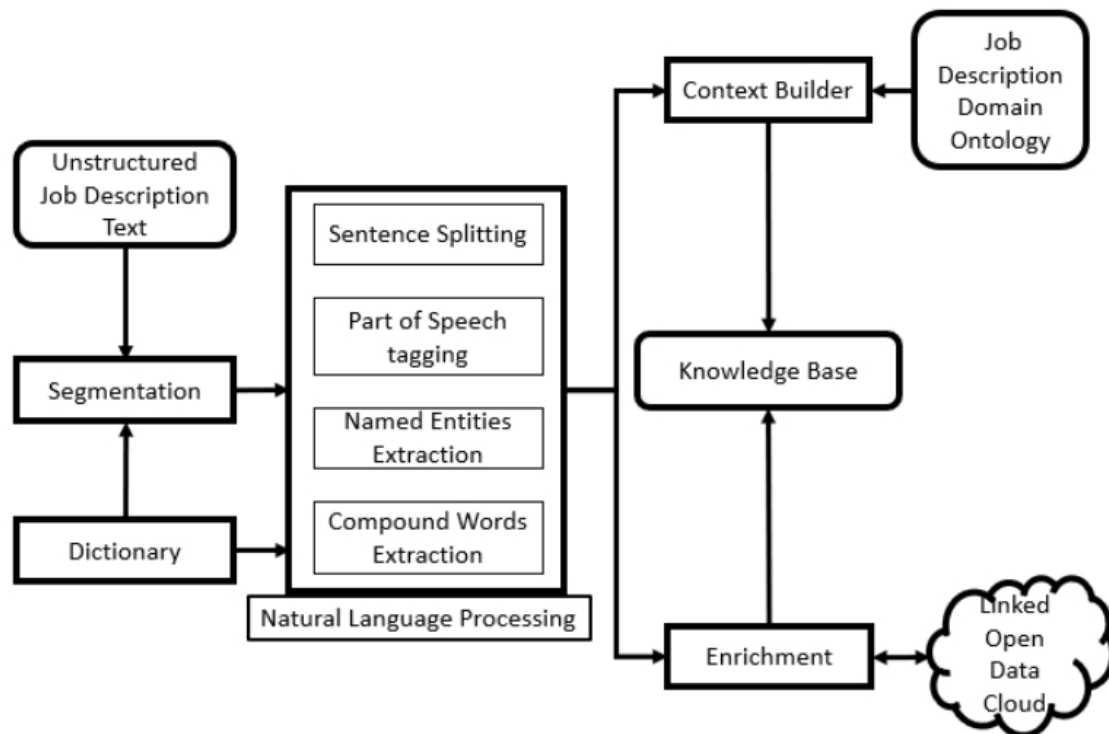 Unstructured
Job Description
Text
Segmentation
Dictionary
Sentence Splitting
Part of Speech
tagging
Named Entities
Extraction
Compound Words
Extraction
Natural Language Processing
Context Builder
Job
Description
Domain
Ontology
Knowledge Base
Enrichment
Linked
Open
Data
Cloud